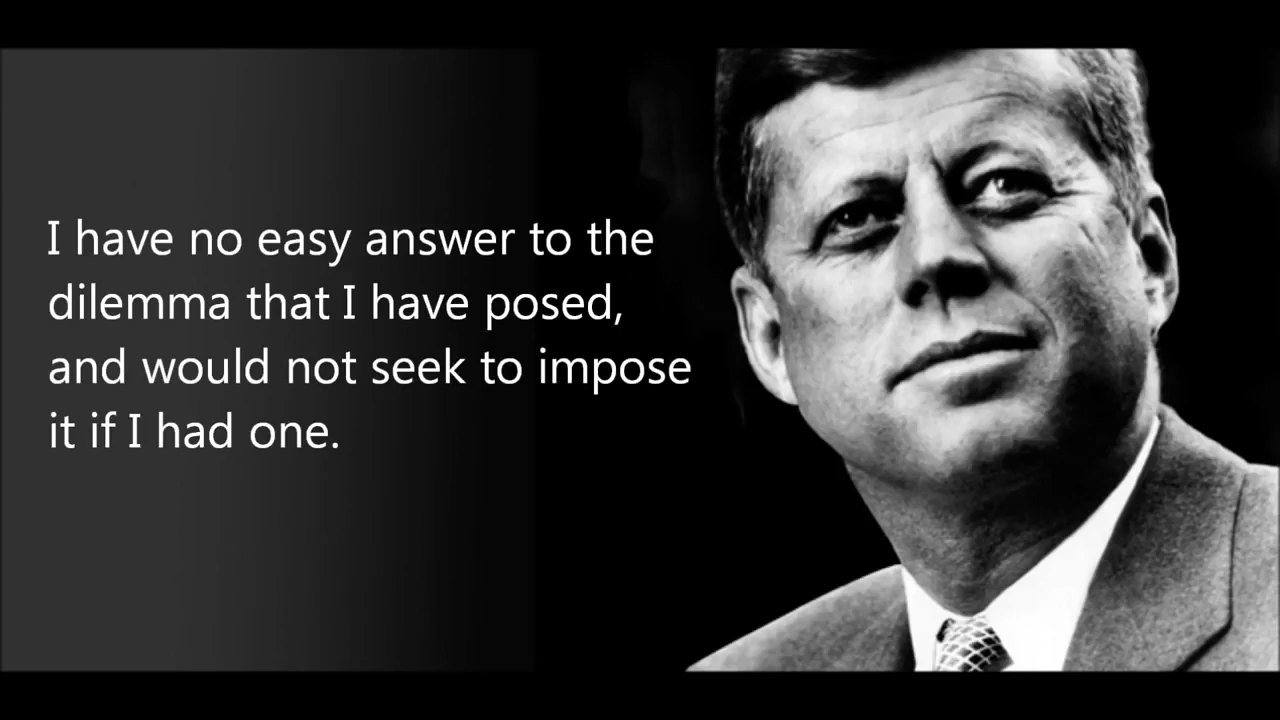 I have no easy answer to the
dilemma that I have posed,
and would not seek to impose
it if I had one.